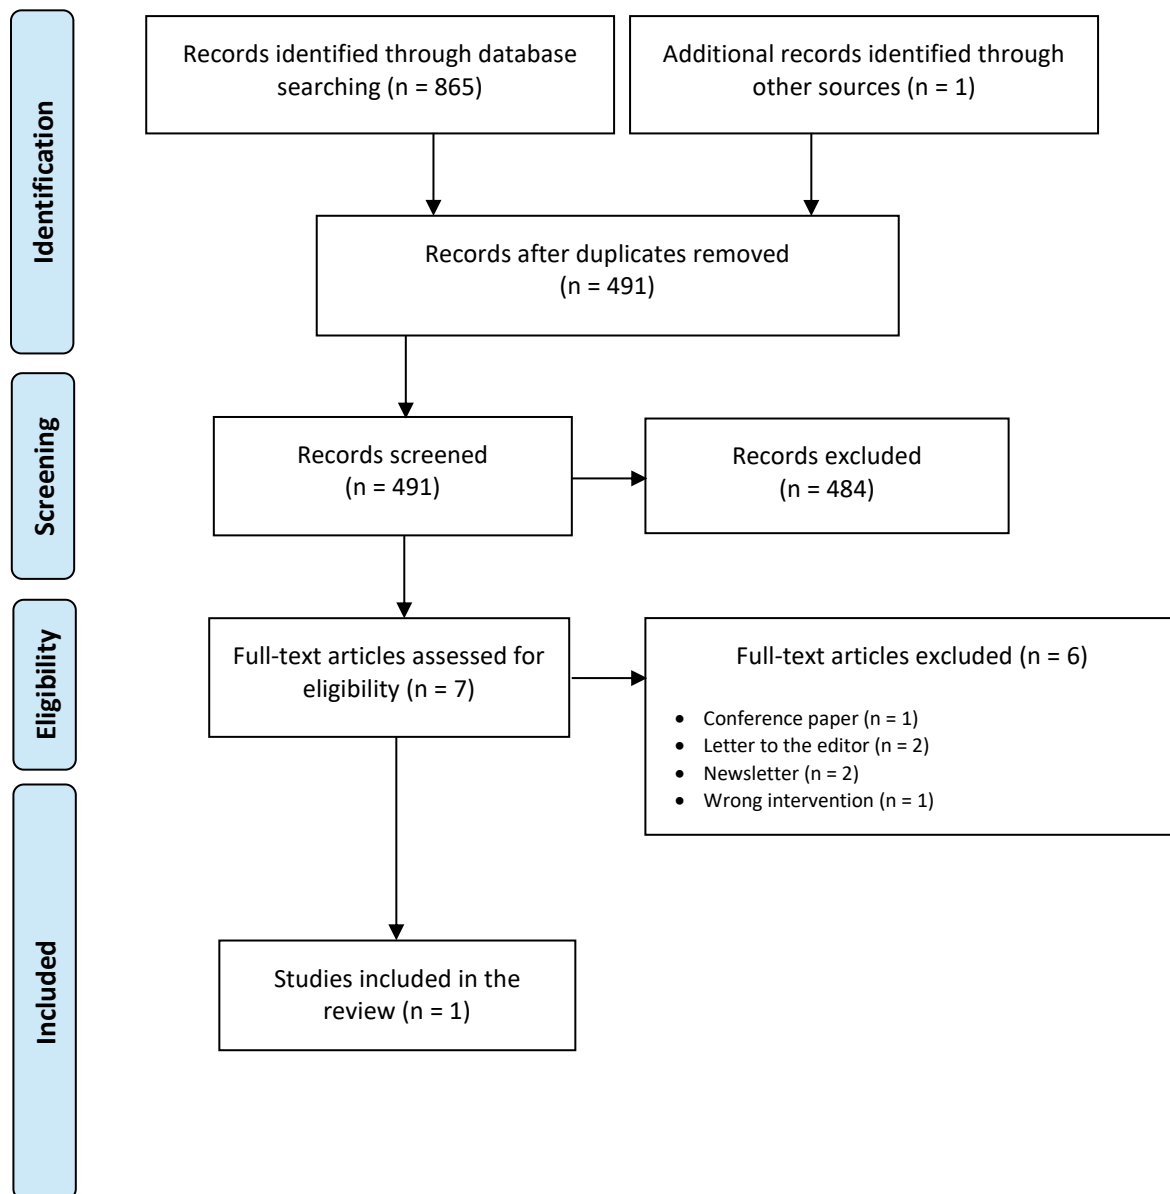 Identification
Records identified through database
searching (n = 865)
Additional records identified through
other sources (n = 1)
Records after duplicates removed
(n = 491)
Screening
Records screened
(n = 491)
Records excluded
(n = 484)
Eligibility
Full-text articles assessed for
eligibility (n = 7)
Full-text articles excluded (n = 6)
• Conference paper (n = 1)
• Letter to the editor (n = 2)
• Newsletter (n = 2)
• Wrong intervention (n = 1)
Included
Studies included in the
review (n = 1)